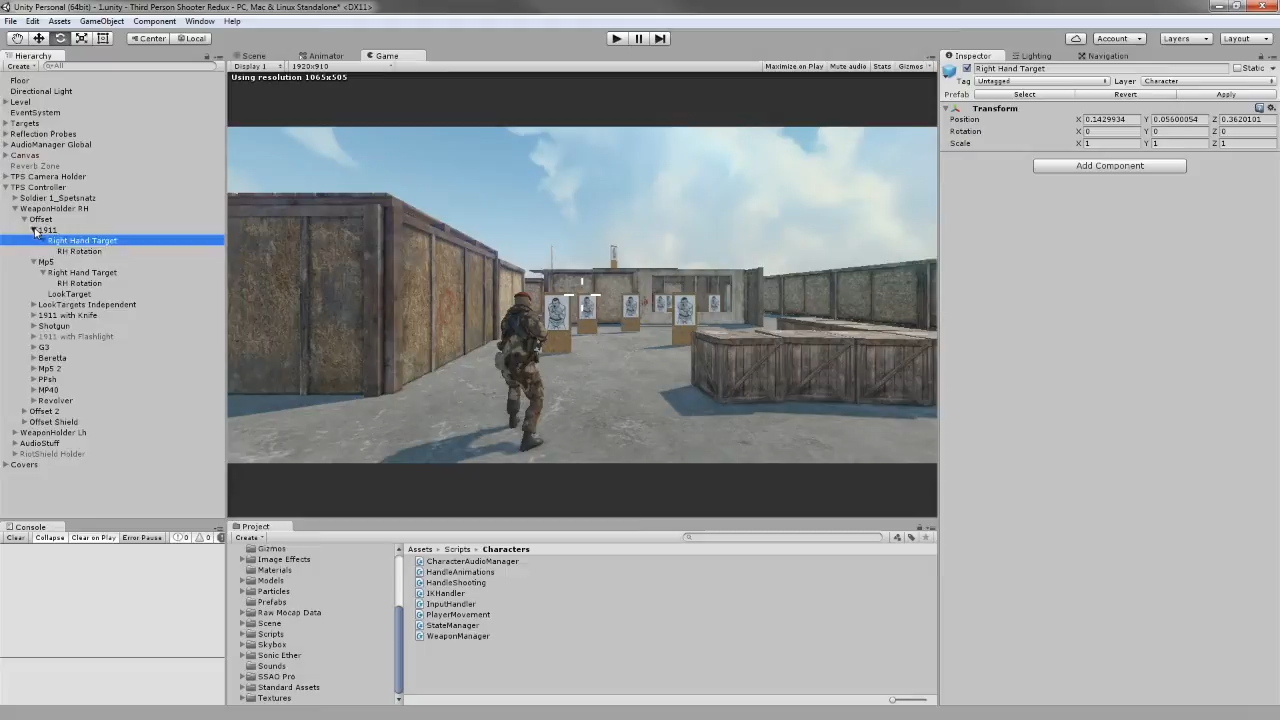 Unity Personal (64bit) - 1.unity - Third Person Shooter Redux - PC, Mac & Linux Standalone* <DX11>
File Edit Assets GameObject Component Window Help
Center Local Account Layers Layout
Hierarchy
Create All
Floor
Directional Light
Level
EventSystem
Targets
Reflection Probes
AudioManager Global
Canvas
Reverb Zone
TPS Camera Holder
TPS Controller
Soldier 1_Spetsnatz
WeaponHolder RH
Offset
1911
Right Hand Target
RH Rotation
Mp5
Right Hand Target
RH Rotation
LookTarget
LookTargets Independent
1911 with Knife
Shotgun
1911 with Flashlight
G3
Beretta
Mp5 2
PPsh
MP40
Revolver
Offset 2
Offset Shield
WeaponHolder Lh
AudioStuff
RiotShield Holder
Covers
Scene Animator Game
Display 1 1920x910 Maximize on Play Mute audio Stats Gizmos
Using resolution 1065x505
Inspector Lighting Navigation
Right Hand Target Static
Tag Untagged Layer Character
Prefab Select Revert Apply
Transform
Position X 0.1429934 Y 0.05600054 Z 0.3620101
Rotation X 0 Y 0 Z 0
Scale X 1 Y 1 Z 1
Add Component
Console
Clear Collapse Clear on Play Error Pause 0 0
Project
Create
Gizmos
Image Effects
Materials
Models
Particles
Prefabs
Raw Mocap Data
Scene
Scripts
Skybox
Sonic Ether
Sounds
SSAO Pro
Standard Assets
Textures
Assets Scripts Characters
CharacterAudioManager
HandleAnimations
HandleShooting
IKHandler
InputHandler
PlayerMovement
StateManager
WeaponManager